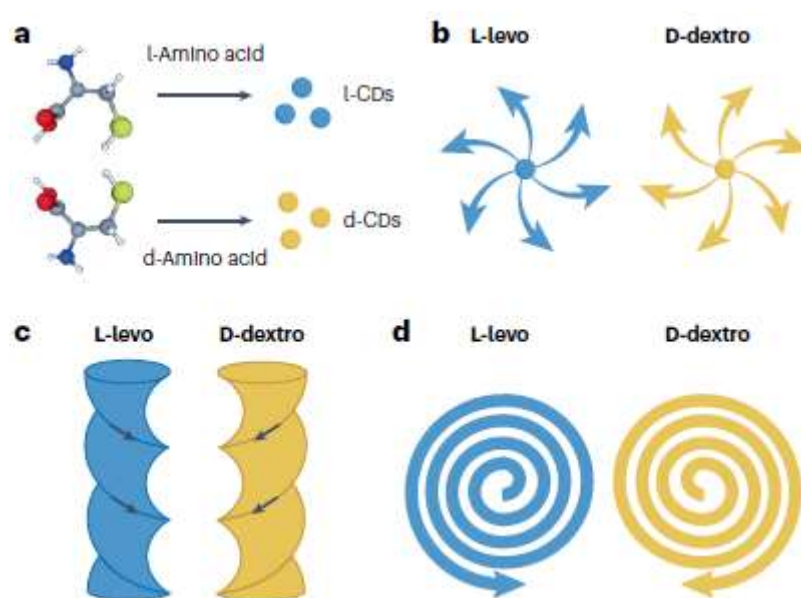 a
l-Amino acid
l-CDs
d-CDs
d-Amino acid
b
L-levo D-dextro
c
L-levo D-dextro
d
L-levo D-dextro